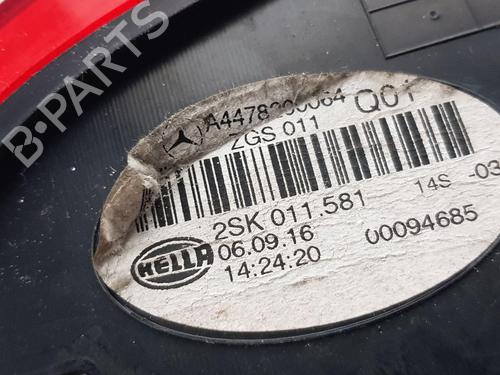 B-PARTS
A4478200064 Q01
ZGS 011
2SK 011.581 14S -03
HELLA 06.09.16 00094685
14:24:20